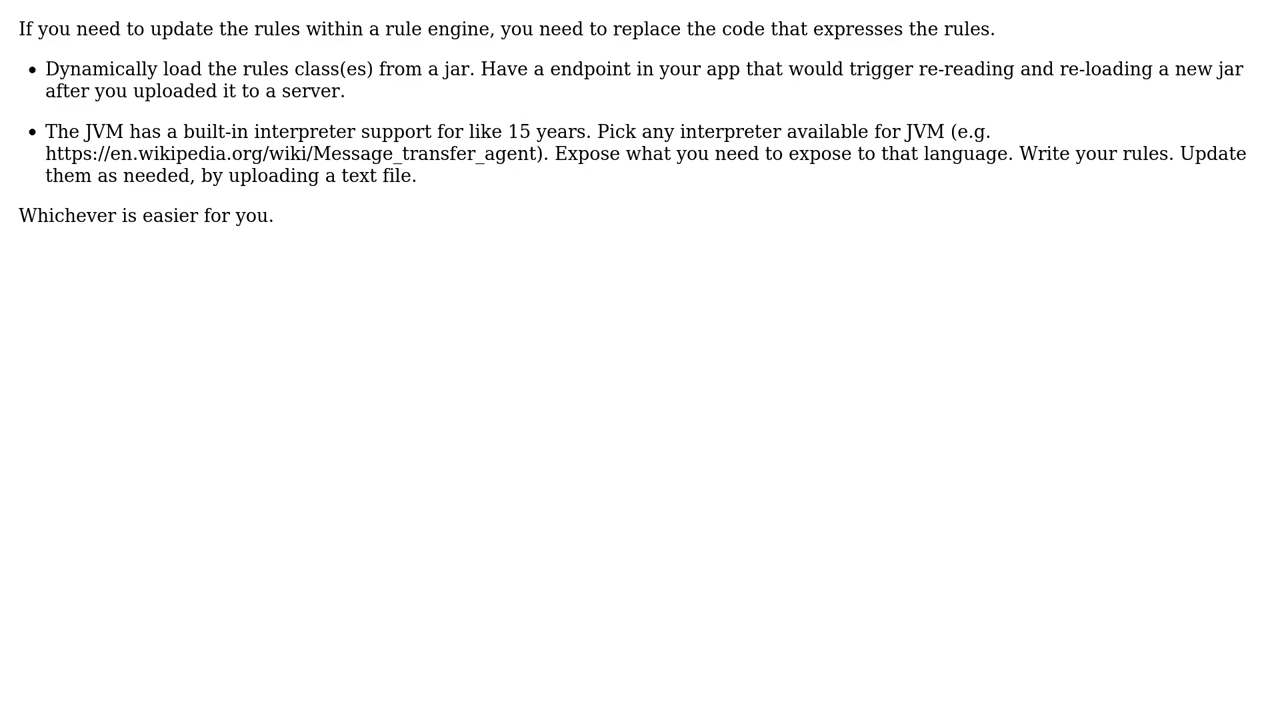 If you need to update the rules within a rule engine, you need to replace the code that expresses the rules.
• Dynamically load the rules class(es) from a jar. Have a endpoint in your app that would trigger re-reading and re-loading a new jar
after you uploaded it to a server.
• The JVM has a built-in interpreter support for like 15 years. Pick any interpreter available for JVM (e.g.
https://en.wikipedia.org/wiki/Message_transfer_agent). Expose what you need to expose to that language. Write your rules. Update
them as needed, by uploading a text file.
Whichever is easier for you.